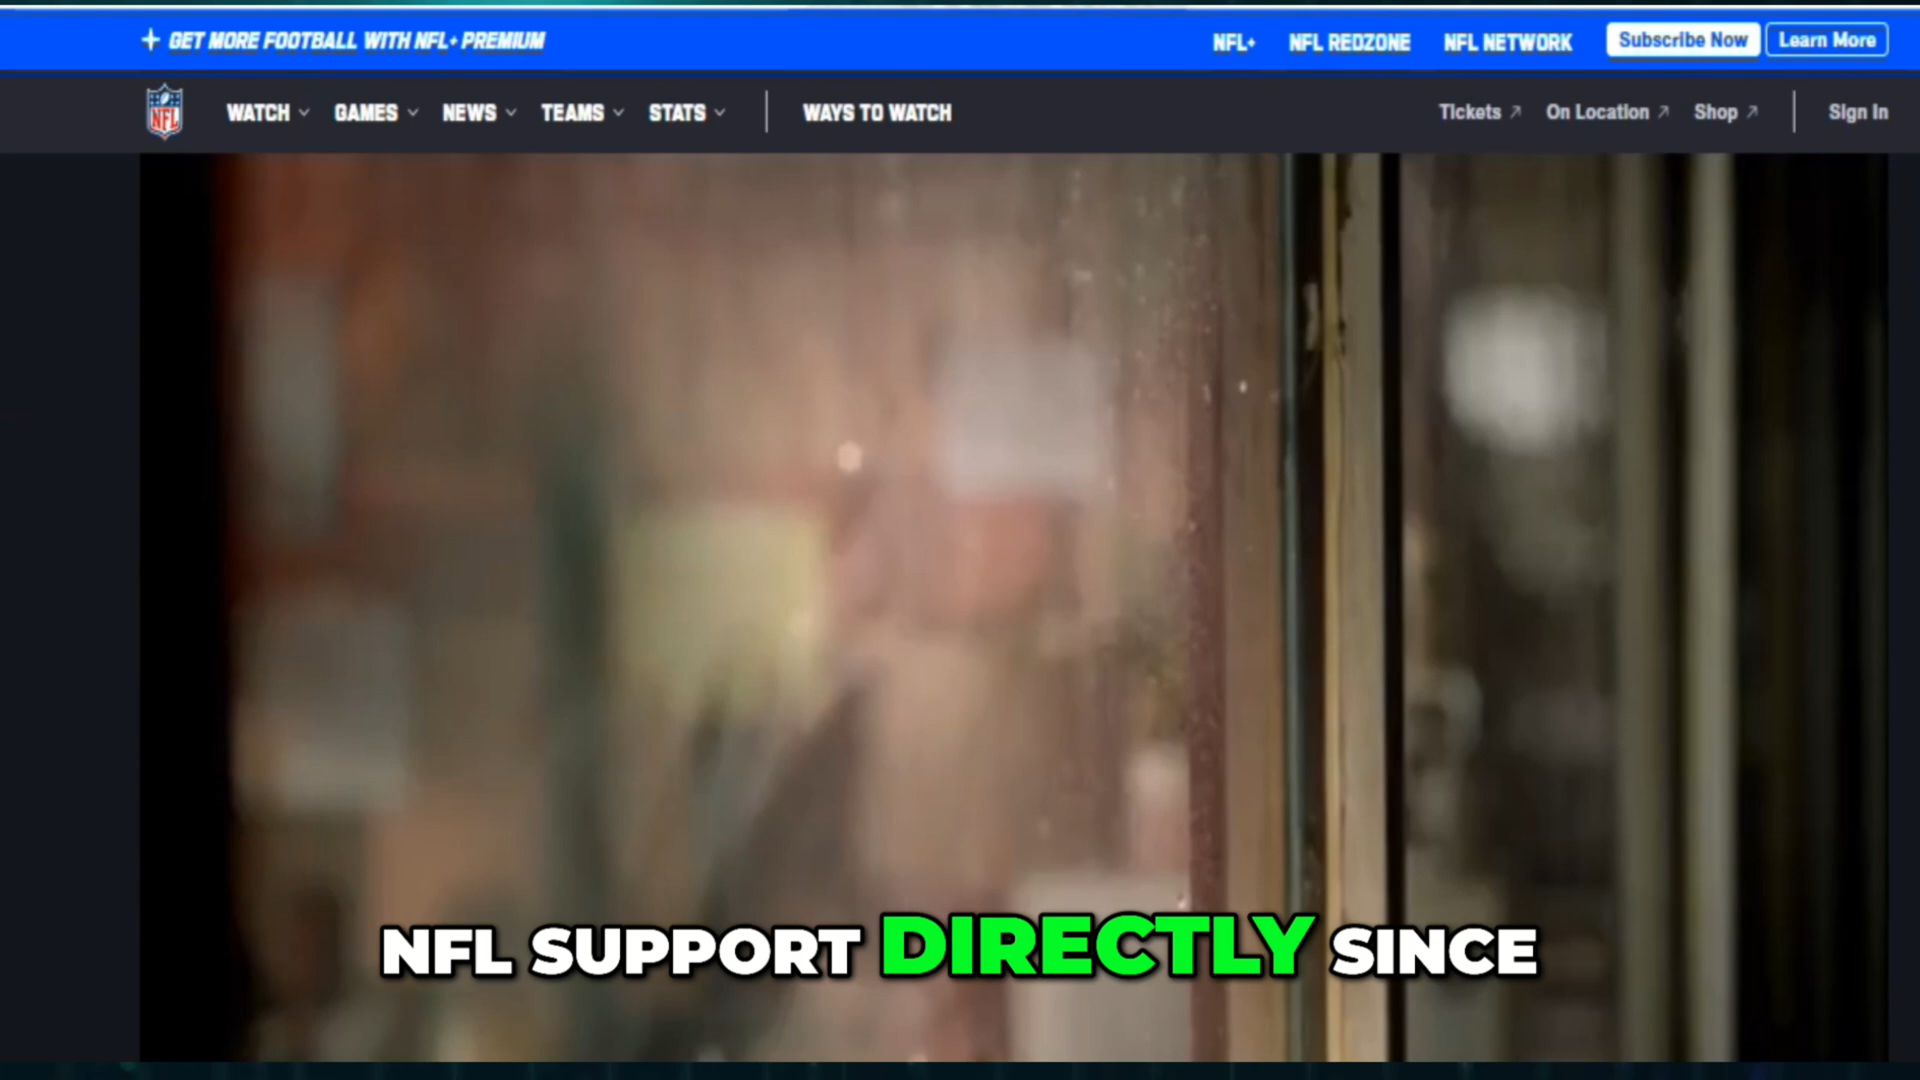 GET MORE FOOTBALL WITH NFL+ PREMIUM
NFL+ NFL REDZONE NFL NETWORK Subscribe Now Learn More
NFL WATCH GAMES NEWS TEAMS STATS WAYS TO WATCH Tickets On Location Shop Sign In
NFL SUPPORT DIRECTLY SINCE